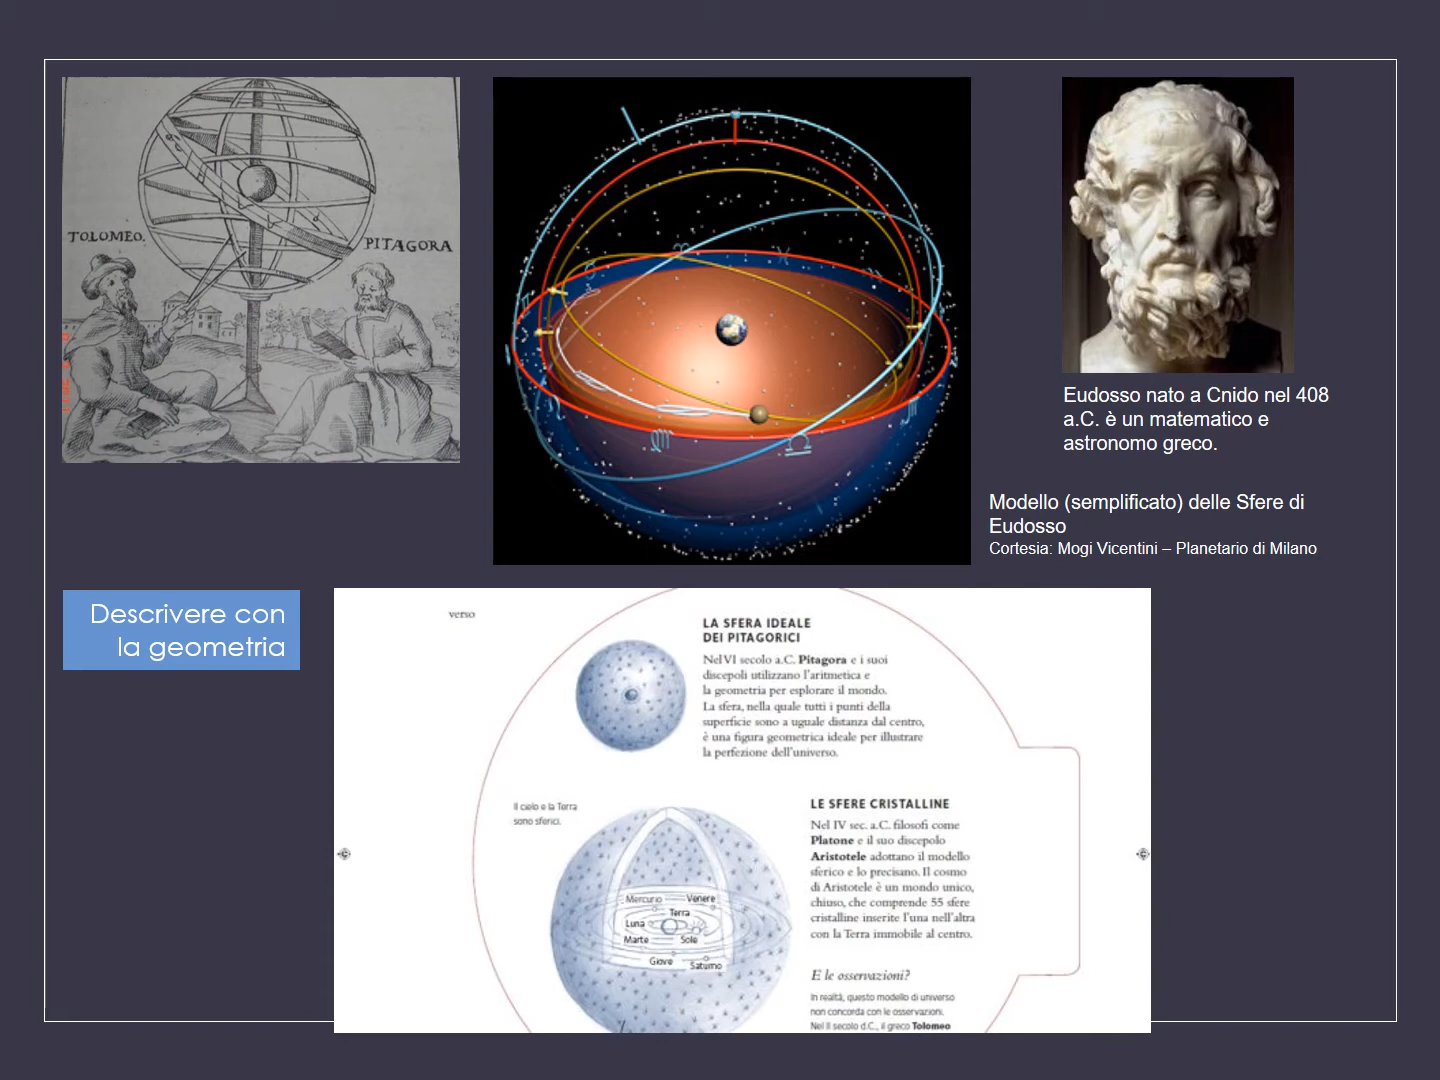 TOLOMEO.
PITAGORA
Eudosso nato a Cnido nel 408
a.C. è un matematico e
astronomo greco.
Modello (semplificato) delle Sfere di
Eudosso
Cortesia: Mogi Vicentini – Planetario di Milano
Descrivere con
la geometria
verso
LA SFERA IDEALE
DEI PITAGORICI
Nel VI secolo a.C. Pitagora e i suoi
discepoli utilizzano l'aritmetica e
la geometria per esplorare il mondo.
La sfera, nella quale tutti i punti della
superficie sono a uguale distanza dal centro,
è una figura geometrica ideale per illustrare
la perfezione dell'universo.
Il cielo e la Terra
sono sferici.
Mercurio
Venere
Terra
Luna
Marte
Sole
Giove
Saturno
LE SFERE CRISTALLINE
Nel IV sec. a.C. filosofi come
Platone e il suo discepolo
Aristotele adottano il modello
sferico e lo precisano. Il cosmo
di Aristotele è un mondo unico,
chiuso, che comprende 55 sfere
cristalline inserite l'una nell'altra
con la Terra immobile al centro.
E le osservazioni?
In realtà, questo modello di universo
non concorda con le osservazioni.
Nel II secolo d.C., il greco Tolomeo